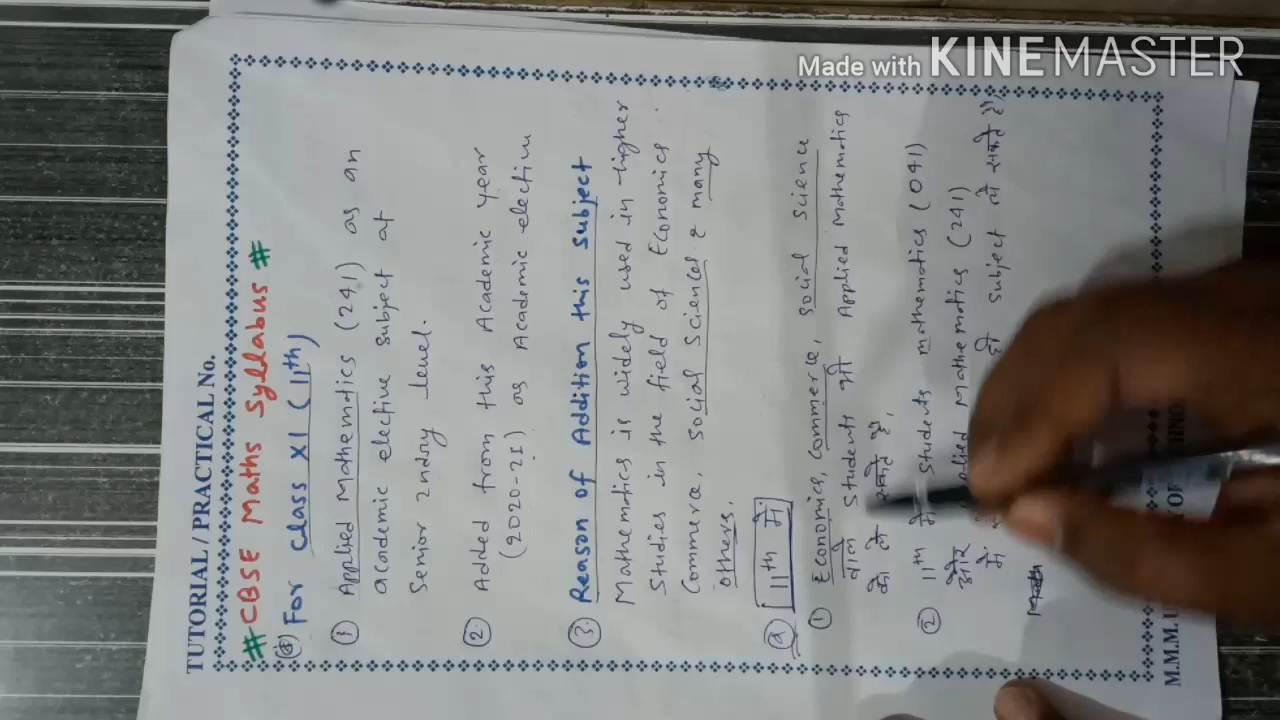 Made with KINEMASTER
TUTORIAL / PRACTICAL No.
# CBSE Maths Syllabus #
For Class XI (11th)
① Applied Mathematics (241) as an
academic elective subject at
Senior 2ndry level.
② Added from this Academic year
(2020-21) as Academic elective
③ Reason of Addition this subject
Mathematics is widely used in higher
Studies in the field of Economics
Commerce, Social Sciences & many
others.
11th में
① Economics, Commerce, Social Science
वाले Students भी Applied Mathematics
को ले सकते है,
② 11th में Students Mathematics (041)
और Applied Mathematics (241)
में ही subject ले सकते है
M.M.M.U OF